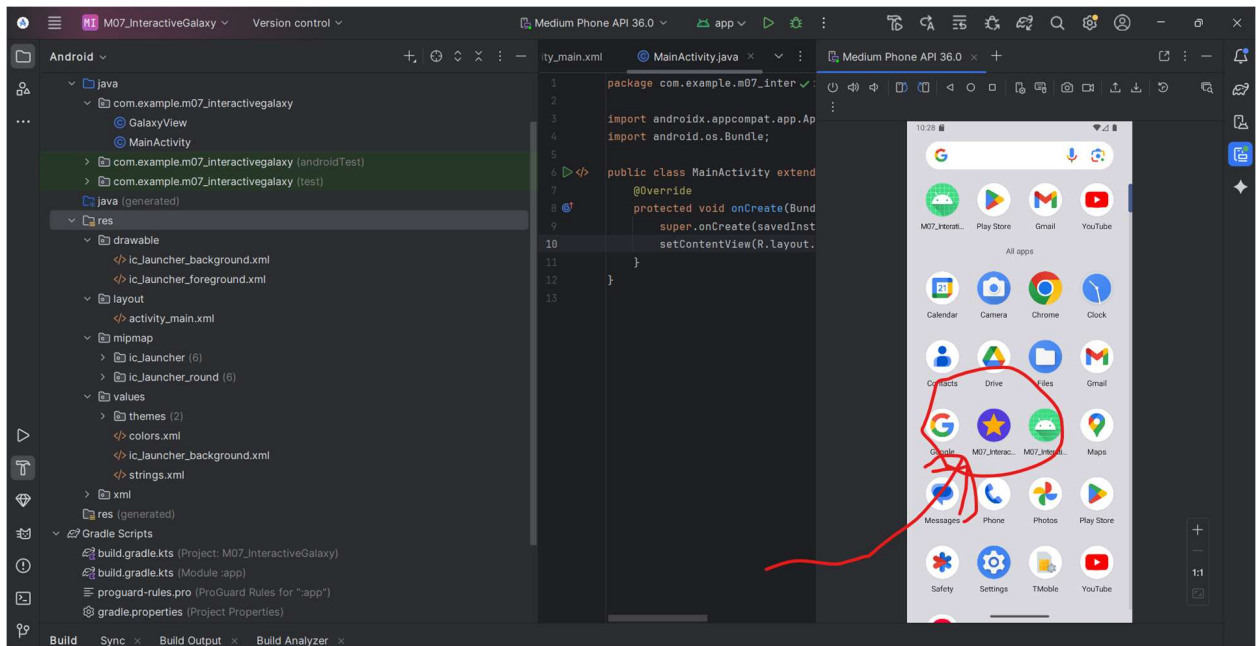 MI M07_InteractiveGalaxy Version control Medium Phone API 36.0 app
Android
java
com.example.m07_interactivegalaxy
GalaxyView
MainActivity
com.example.m07_interactivegalaxy (androidTest)
com.example.m07_interactivegalaxy (test)
java (generated)
res
drawable
ic_launcher_background.xml
ic_launcher_foreground.xml
layout
activity_main.xml
mipmap
ic_launcher (6)
ic_launcher_round (6)
values
themes (2)
colors.xml
ic_launcher_background.xml
strings.xml
xml
res (generated)
Gradle Scripts
build.gradle.kts (Project: M07_InteractiveGalaxy)
build.gradle.kts (Module :app)
proguard-rules.pro (ProGuard Rules for ":app")
gradle.properties (Project Properties)
Build Sync Build Output Build Analyzer
ity_main.xml MainActivity.java
1 package com.example.m07_inter
2
3 import androidx.appcompat.app.Ap
4 import android.os.Bundle;
5
6 public class MainActivity extend
7 @Override
8 protected void onCreate(Bund
9 super.onCreate(savedInst
10 setContentView(R.layout.
11 }
12 }
13
Medium Phone API 36.0
10:28
M07_Interati... Play Store Gmail YouTube
All apps
21
Calendar Camera Chrome Clock
Contacts Drive Files Gmail
Google M07_Interac... M07_Interati... Maps
Messages Phone Photos Play Store
Safety Settings TMoble YouTube
1:1